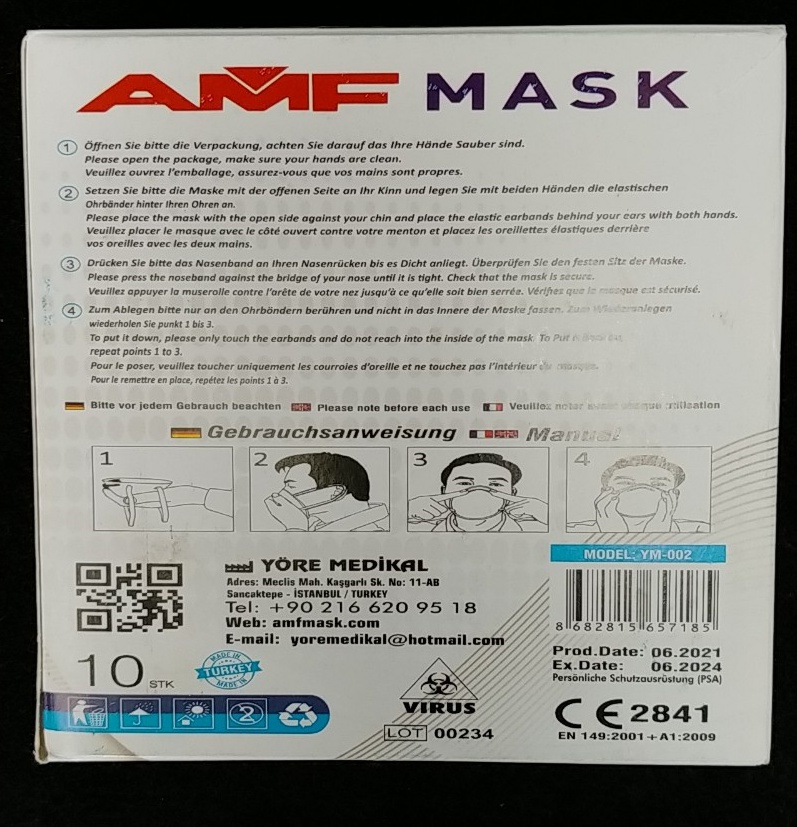 AMF MASK
1 Öffnen Sie bitte die Verpackung, achten Sie darauf das Ihre Hände Sauber sind.
Please open the package, make sure your hands are clean.
Veuillez ouvrez l'emballage, assurez-vous que vos mains sont propres.
2 Setzen Sie bitte die Maske mit der offenen Seite an Ihr Kinn und legen Sie mit beiden Händen die elastischen
Ohrbänder hinter Ihren Ohren an.
Please place the mask with the open side against your chin and place the elastic earbands behind your ears with both hands.
Veuillez placer le masque avec le côté ouvert contre votre menton et placez les oreillettes élastiques derrière
vos oreilles avec les deux mains.
3 Drücken Sie bitte das Nasenband an Ihren Nasenrücken bis es Dicht anliegt. Überprüfen Sie den festen Sitz der Maske.
Please press the noseband against the bridge of your nose until it is tight. Check that the mask is secure.
Veuillez appuyer la muserolle contre l'arête de votre nez jusqu'à ce qu'elle soit bien serrée. Vérifiez que le masque est sécurisé.
4 Zum Ablegen bitte nur an den Ohrböndern berühren und nicht in das Innere der Maske fassen. Zum Wiederanlegen
wiederholen Sie punkt 1 bis 3.
To put it down, please only touch the earbands and do not reach into the inside of the mask. To Put
repeat points 1 to 3.
Pour le poser, veuillez toucher uniquement les courroies d'oreille et ne touchez pas l'intérieur du masque.
Pour le remettre en place, repétez les points 1 à 3.
Bitte vor jedem Gebrauch beachten Please note before each use Veuillez noter avant chaque utilisation
Gebrauchsanweisung Manual
1 2 3 4
MODEL: YM-002
YÖRE MEDİKAL
Adres: Meclis Mah. Kaşgarlı Sk. No: 11-AB
Sancaktepe - İSTANBUL / TURKEY
Tel: +90 216 620 95 18
Web: amfmask.com
E-mail: yoremedikal@hotmail.com
8 682815 657185
Prod.Date: 06.2021
Ex.Date: 06.2024
Persönliche Schutzausrüstung (PSA)
10 STK
MADE IN
TURKEY
MADE IN
2
VIRUS
LOT 00234
CE 2841
EN 149:2001+A1:2009